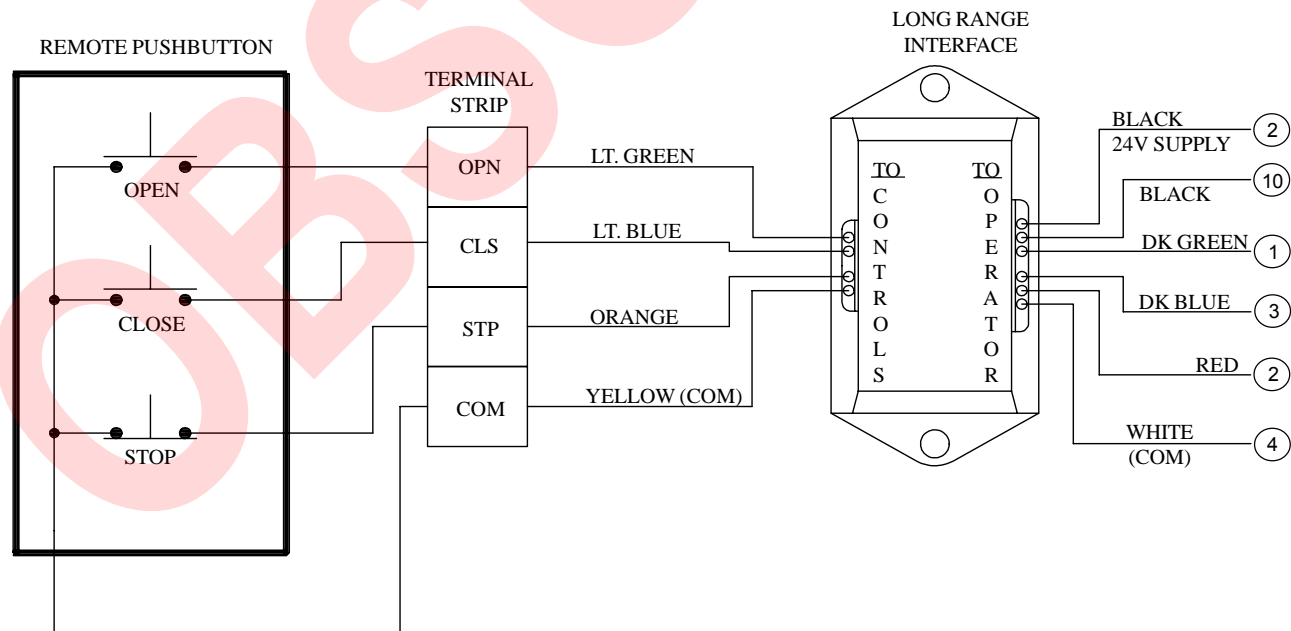 LONG RANGE
INTERFACE
REMOTE PUSHBUTTON
TERMINAL
STRIP
OPEN
CLOSE
STOP
OPN
CLS
STP
COM
LT. GREEN
LT. BLUE
ORANGE
YELLOW (COM)
TO
CONTROLS
TO
OPERATOR
BLACK
24V SUPPLY
2
BLACK
10
DK GREEN
1
DK BLUE
3
RED
2
WHITE
(COM)
4
OBS